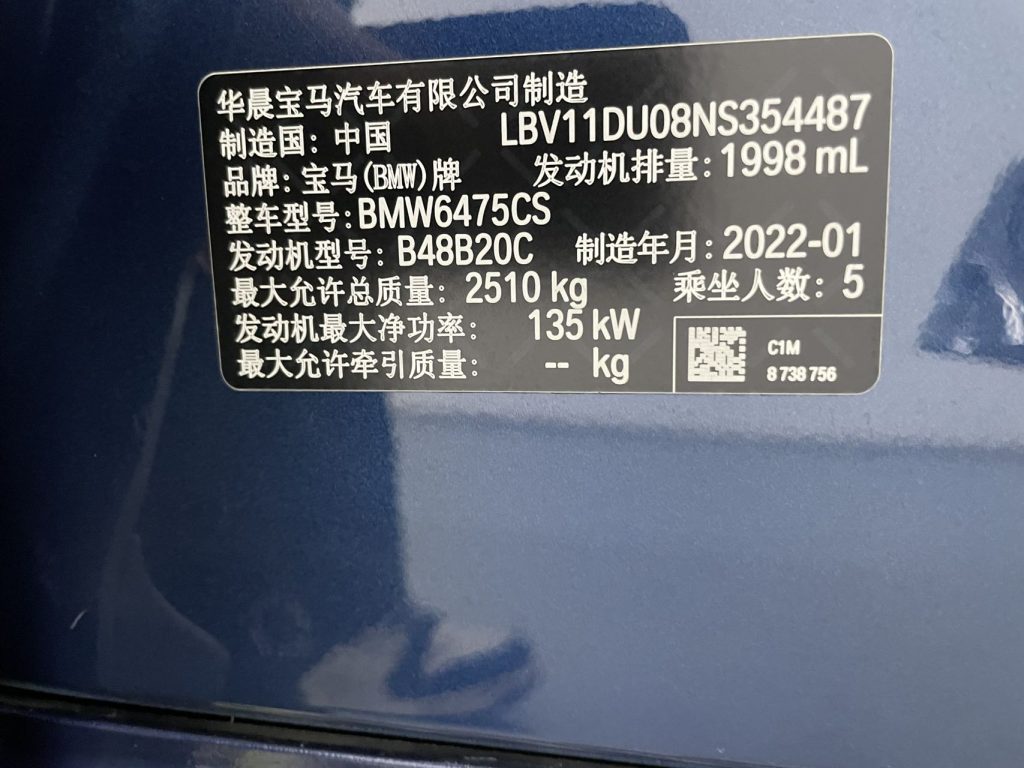 华晨宝马汽车有限公司制造
制造国：中国 LBV11DU08NS354487
品牌：宝马(BMW)牌 发动机排量：1998 mL
整车型号：BMW6475CS
发动机型号：B48B20C 制造年月：2022-01
最大允许总质量：2510 kg 乘坐人数：5
发动机最大净功率：135 kW
最大允许牵引质量：-- kg
C1M
8 738 756